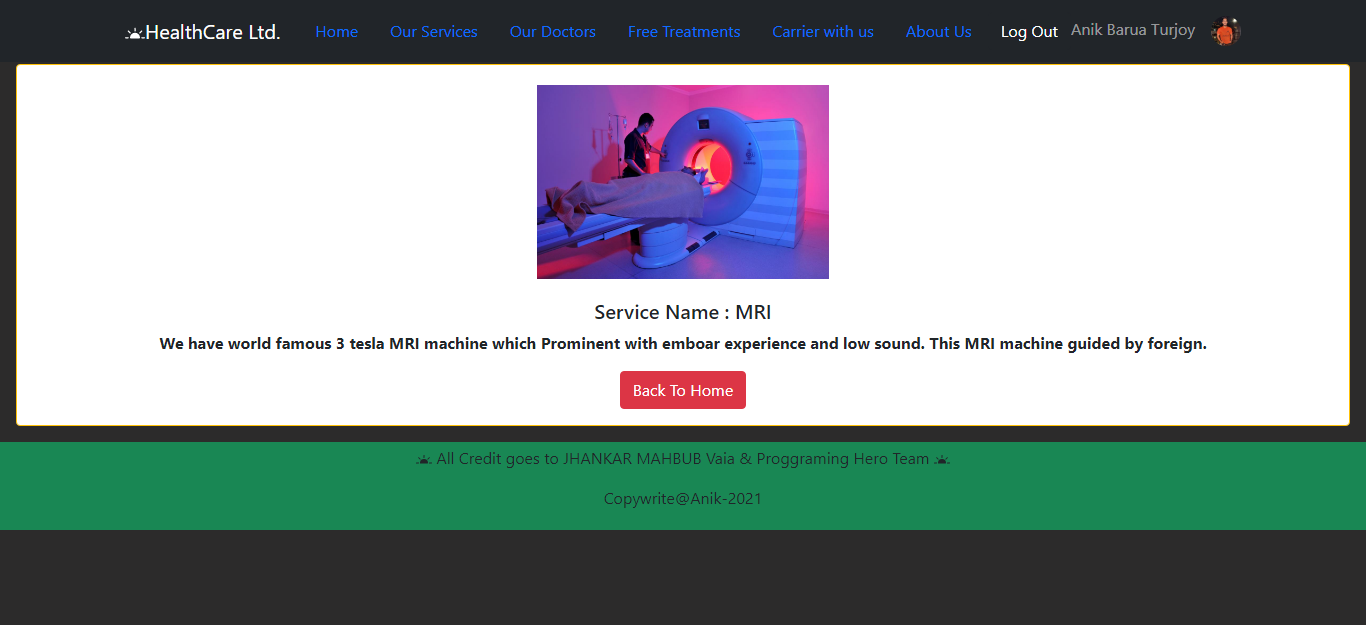 HealthCare Ltd. Home Our Services Our Doctors Free Treatments Carrier with us About Us Log Out Anik Barua Turjoy
Service Name : MRI
We have world famous 3 tesla MRI machine which Prominent with emboar experience and low sound. This MRI machine guided by foreign.
Back To Home
All Credit goes to JHANKAR MAHBUB Vaia & Proggraming Hero Team
Copywrite@Anik-2021